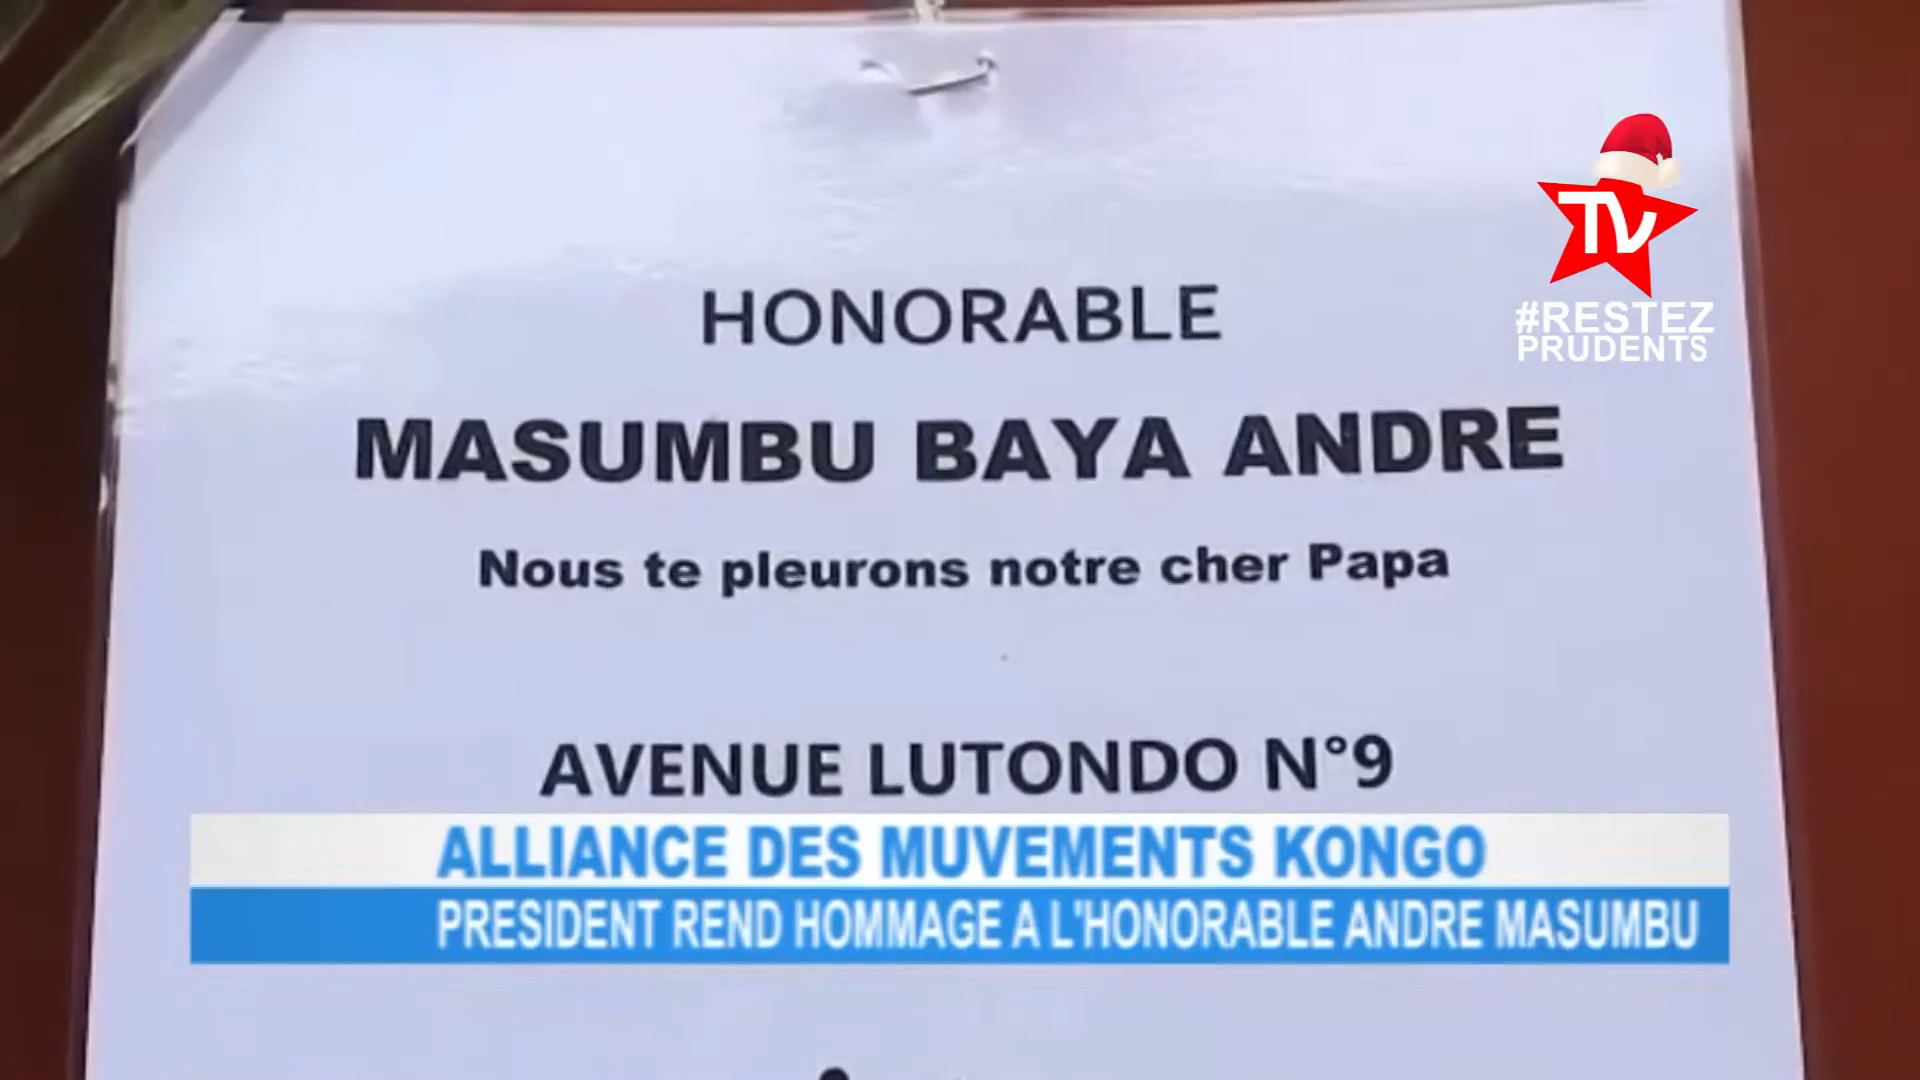 TV
#RESTEZ
PRUDENTS
HONORABLE
MASUMBU BAYA ANDRE
Nous te pleurons notre cher Papa
AVENUE LUTONDO N°9
ALLIANCE DES MUVEMENTS KONGO
PRESIDENT REND HOMMAGE A L'HONORABLE ANDRE MASUMBU